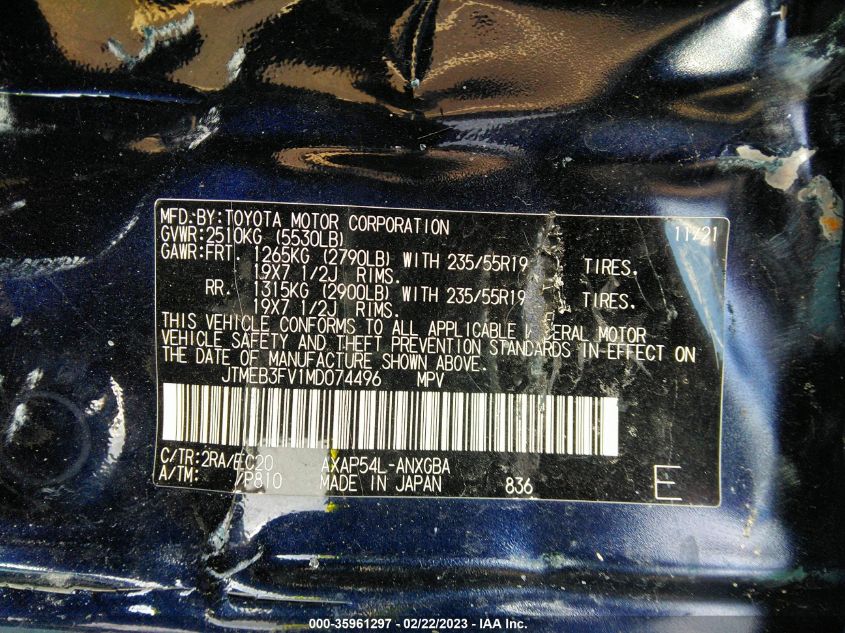 MFD.BY:TOYOTA MOTOR CORPORATION 11/21
GVWR:2510KG (5530LB)
GAWR:FRT. 1265KG (2790LB) WITH 235/55R19 TIRES,
19X7 1/2J RIMS.
RR. 1315KG (2900LB) WITH 235/55R19 TIRES,
19X7 1/2J RIMS.
THIS VEHICLE CONFORMS TO ALL APPLICABLE MOTOR
VEHICLE SAFETY AND THEFT PREVENTION STANDARDS IN-EFFECT ON
THE DATE OF MANUFACTURE SHOWN ABOVE.
JTMEB3FV1MD074496 MPV
C/TR:2RA/EC20 AXAP54L-ANXGBA
A/TM: /P810 MADE IN JAPAN 836 E
000-35961297 - 02/22/2023 - IAA Inc.